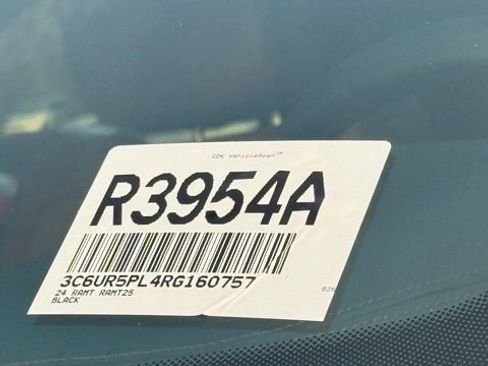 CDK VehicleScan™
R3954A
3C6UR5PL4RG160757
24 RAMT RAMT25
BLACK